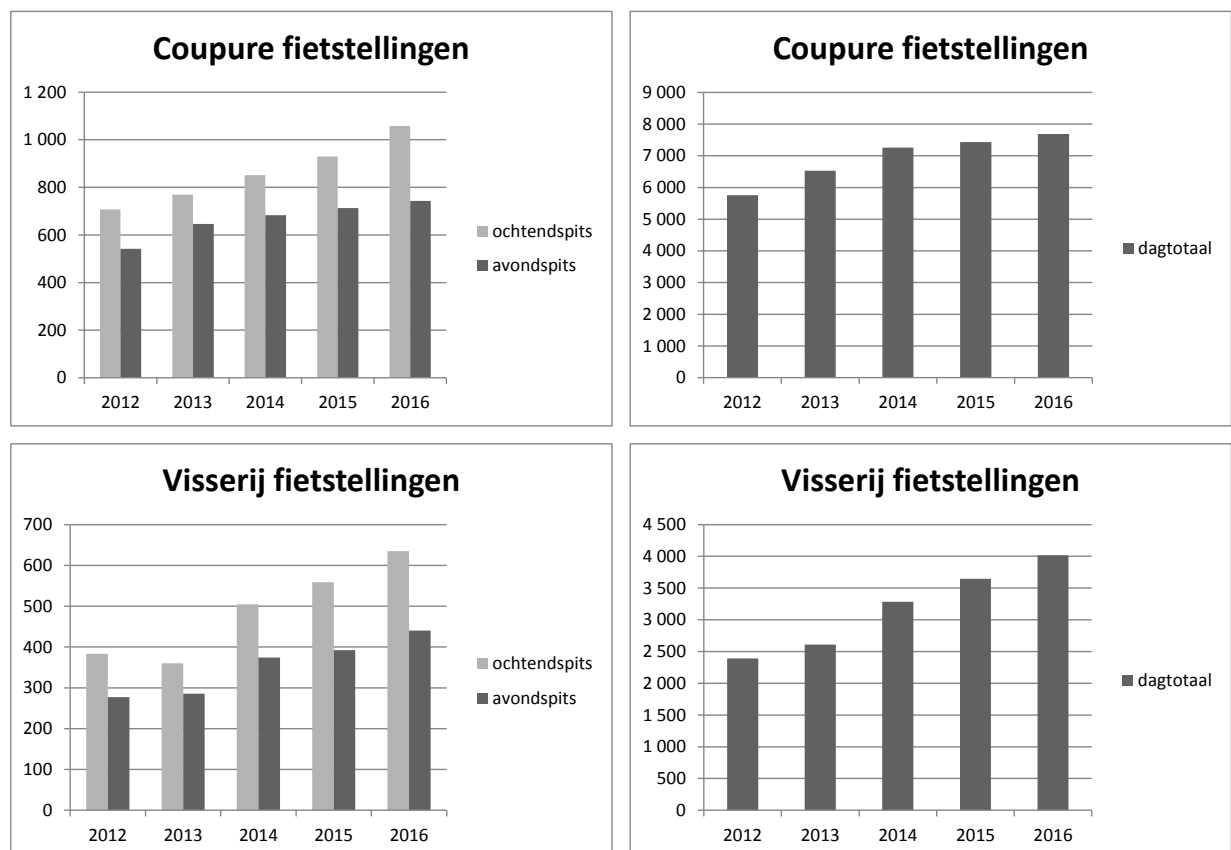 Coupure fietstellingen
1 200
1 000
800
600
400
200
0
2012 2013 2014 2015 2016
ochtendspits
avondspits
Coupure fietstellingen
9 000
8 000
7 000
6 000
5 000
4 000
3 000
2 000
1 000
0
2012 2013 2014 2015 2016
dagtotaal
Visserij fietstellingen
700
600
500
400
300
200
100
0
2012 2013 2014 2015 2016
ochtendspits
avondspits
Visserij fietstellingen
4 500
4 000
3 500
3 000
2 500
2 000
1 500
1 000
500
0
2012 2013 2014 2015 2016
dagtotaal